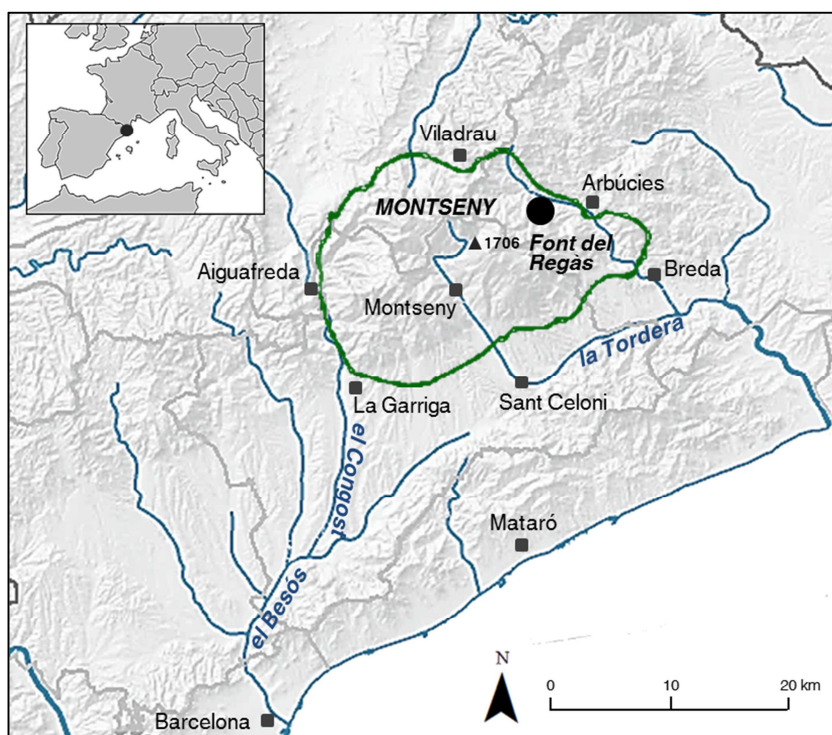 Viladrau
Arbúcies
MONTSENY
1706
Font del
Regàs
Aiguafreda
Breda
Montseny
la Tordera
La Garriga
Sant Celoni
el Congost
Mataró
el Besós
N
0
10
20 km
Barcelona